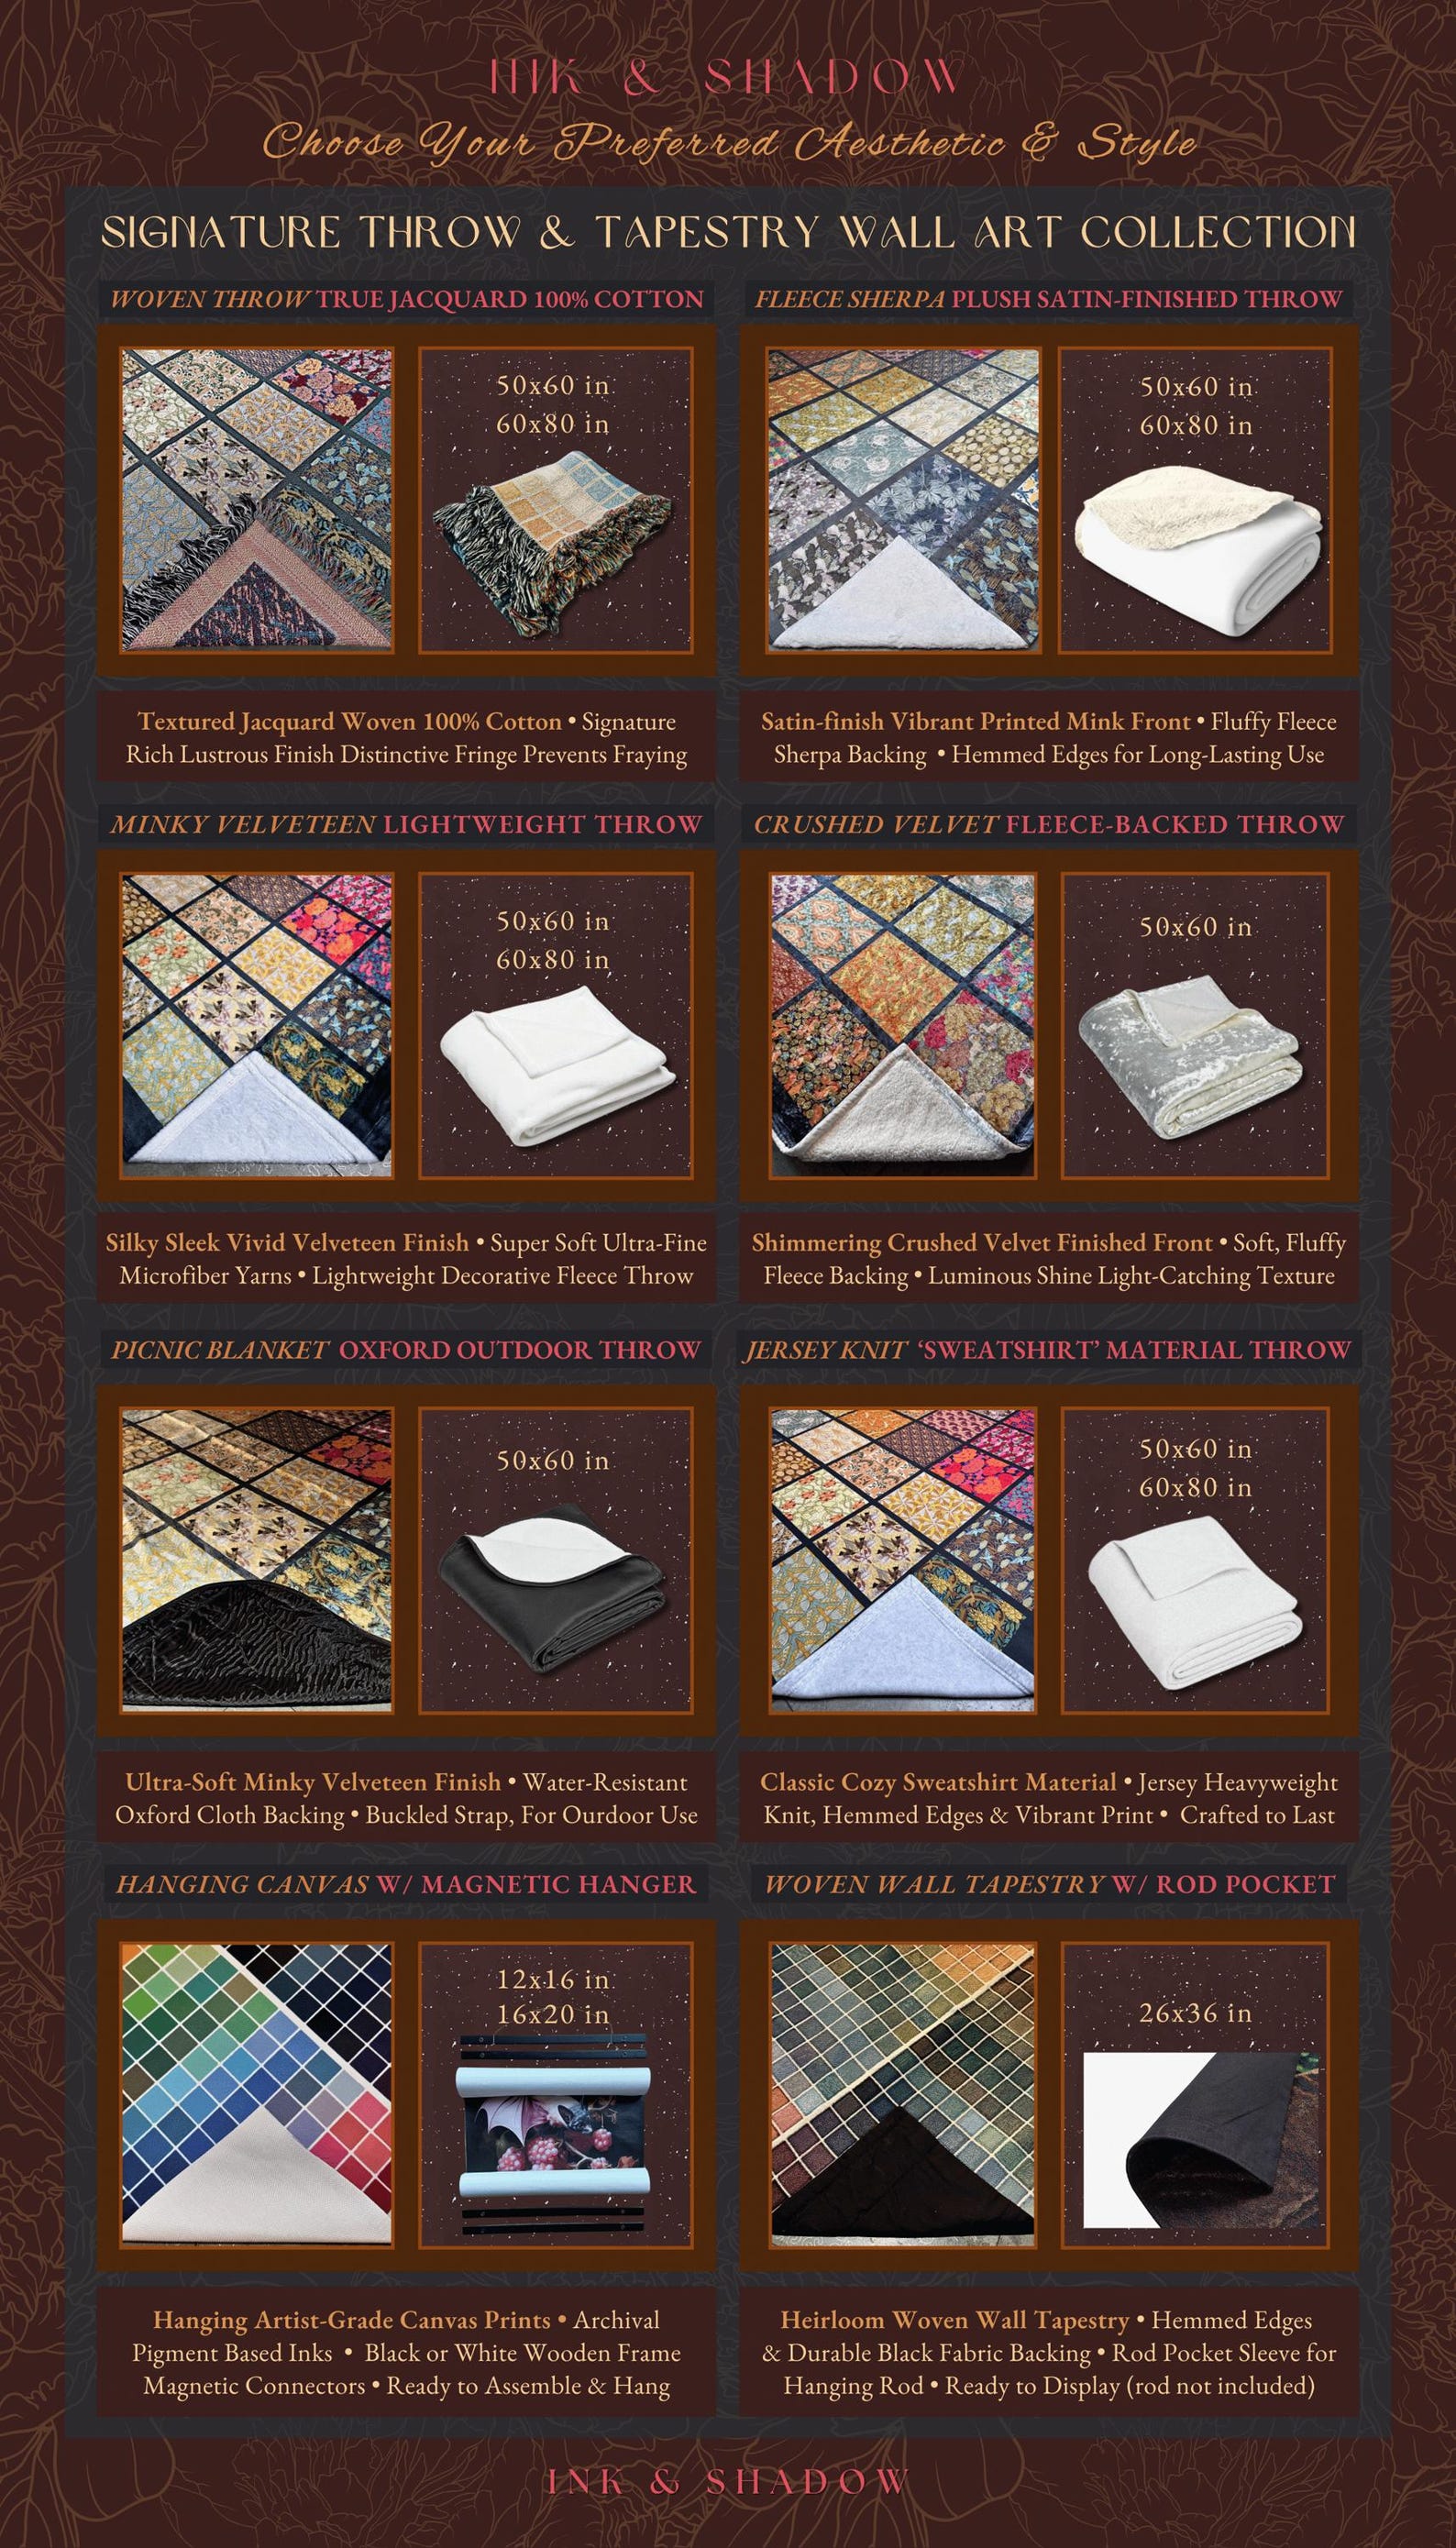 INK & SHADOW
Choose Your Preferred Aesthetic & Style
SIGNATURE THROW & TAPESTRY WALL ART COLLECTION
WOVEN THROW TRUE JACQUARD 100% COTTON
50x60 in
60x80 in
Textured Jacquard Woven 100% Cotton • Signature
Rich Lustrous Finish Distinctive Fringe Prevents Fraying
FLEECE SHERPA PLUSH SATIN-FINISHED THROW
50x60 in
60x80 in
Satin-finish Vibrant Printed Mink Front • Fluffy Fleece
Sherpa Backing • Hemmed Edges for Long-Lasting Use
MINKY VELVETEEN LIGHTWEIGHT THROW
50x60 in
60x80 in
Silky Sleek Vivid Velveteen Finish • Super Soft Ultra-Fine
Microfiber Yarns • Lightweight Decorative Fleece Throw
CRUSHED VELVET FLEECE-BACKED THROW
50x60 in
Shimmering Crushed Velvet Finished Front • Soft, Fluffy
Fleece Backing • Luminous Shine Light-Catching Texture
PICNIC BLANKET OXFORD OUTDOOR THROW
50x60 in
Ultra-Soft Minky Velveteen Finish • Water-Resistant
Oxford Cloth Backing • Buckled Strap, For Ourdoor Use
JERSEY KNIT ‘SWEATSHIRT’ MATERIAL THROW
50x60 in
60x80 in
Classic Cozy Sweatshirt Material • Jersey Heavyweight
Knit, Hemmed Edges & Vibrant Print • Crafted to Last
HANGING CANVAS W/ MAGNETIC HANGER
12x16 in
16x20 in
Hanging Artist-Grade Canvas Prints • Archival
Pigment Based Inks • Black or White Wooden Frame
Magnetic Connectors • Ready to Assemble & Hang
WOVEN WALL TAPESTRY W/ ROD POCKET
26x36 in
Heirloom Woven Wall Tapestry • Hemmed Edges
& Durable Black Fabric Backing • Rod Pocket Sleeve for
Hanging Rod • Ready to Display (rod not included)
INK & SHADOW